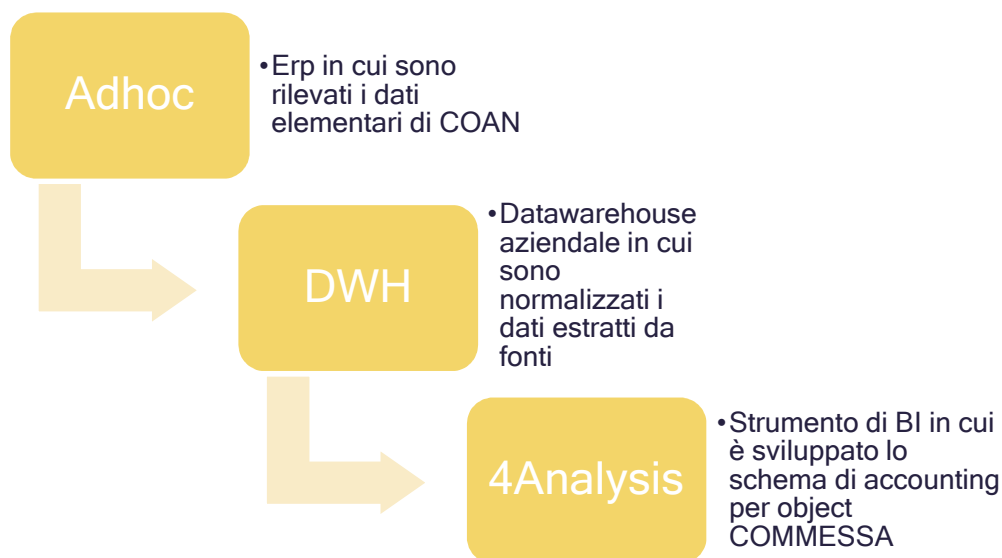 Adhoc
•Erp in cui sono
rilevati i dati
elementari di COAN
DWH
•Datawarehouse
aziendale in cui
sono
normalizzati i
dati estratti da
fonti
4Analysis
•Strumento di BI in cui
è sviluppato lo
schema di accounting
per object
COMMESSA